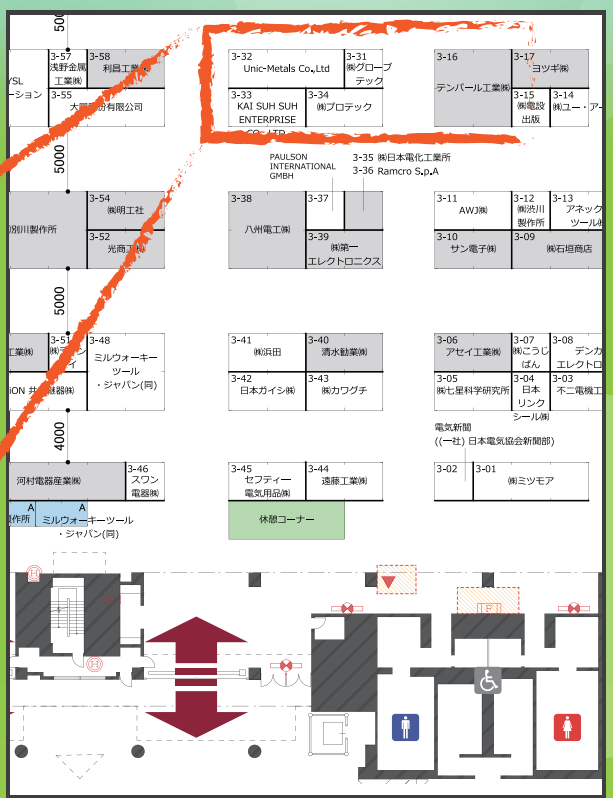 500
3-57
浅野金属
工業㈱
3-58
利昌工業㈱
YSL
ーション
3-55
3-32
Unic-Metals Co.,Ltd
3-31
㈱グローブ
テック
3-33
KAI SUH SUH
ENTERPRISE
CO.,LTD
3-34
㈱プロテック
3-16
テンパール工業㈱
3-17
ヨツギ㈱
3-15
㈱電設
出版
3-14
㈱ユー・アー
5000
PAULSON
INTERNATIONAL
GMBH
3-35 ㈱日本電化工業所
3-36 Ramcro S.p.A
㈱別川製作所
3-54
㈱明工社
3-52
光商工㈱
3-38
八州電工㈱
3-37
3-39
㈱第一
エレクトロニクス
3-11
AWJ㈱
3-12
㈱渋川
製作所
3-13
アネック
ツール㈱
3-10
サン電子㈱
3-09
㈱石垣商店
5000
工業㈱
3-51
3-48
ミルウォーキー
ツール
・ジャパン(同)
3-41
㈱浜田
3-40
清水勧業㈱
3-42
日本ガイシ㈱
3-43
㈱カワグチ
3-06
アセイ工業㈱
3-07
㈱こうじ
ばん
3-08
デンカ
エレクトロ
3-05
㈱七星科学研究所
3-04
日本
リンク
シール㈱
3-03
不二電機工
4000
電気新聞
((一社) 日本電気協会新聞部)
河村電器産業㈱
3-46
スワン
電器㈱
3-45
セフティー
電気用品㈱
3-44
遠藤工業㈱
3-02
3-01
㈱ミツモア
製作所
A
A
ミルウォーキーツール
・ジャパン(同)
休憩コーナー